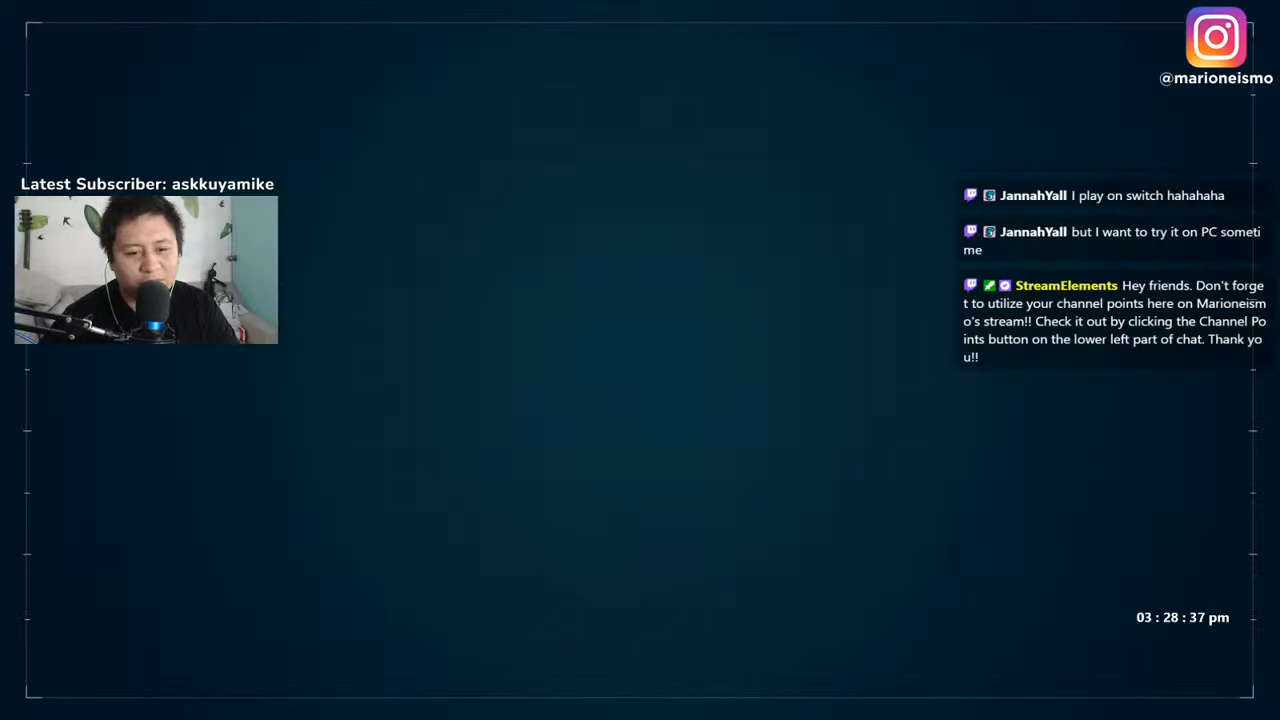 @marioneismo
Latest Subscriber: askkuyamike
JannahYall I play on switch hahahaha
JannahYall but I want to try it on PC someti
me
StreamElements Hey friends. Don't forge
t to utilize your channel points here on Marioneism
o's stream!! Check it out by clicking the Channel Po
ints button on the lower left part of chat. Thank yo
u!!
03 : 28 : 37 pm